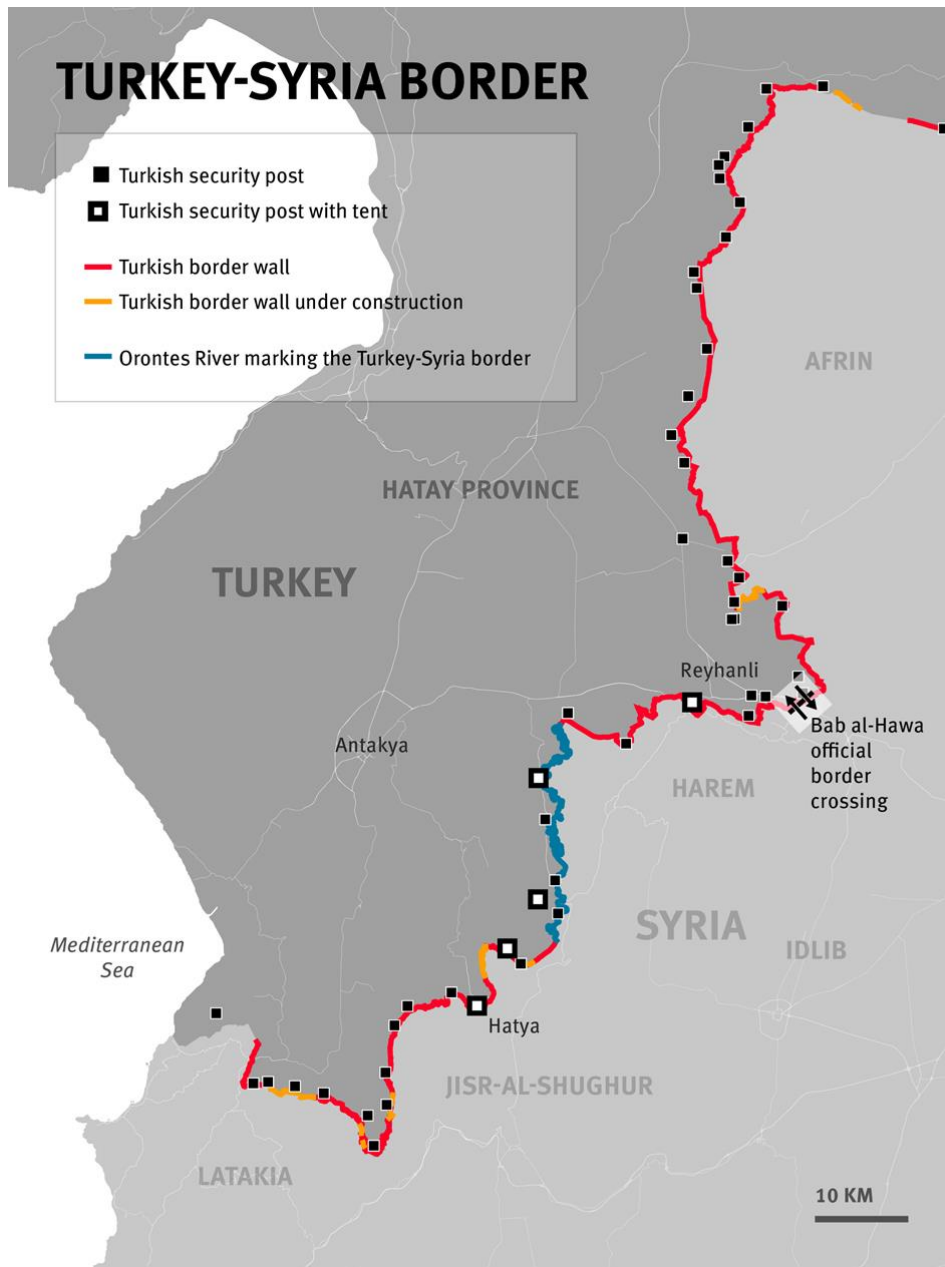 TURKEY-SYRIA BORDER
Turkish security post
Turkish security post with tent
Turkish border wall
Turkish border wall under construction
Orontes River marking the Turkey-Syria border
AFRIN
HATAY PROVINCE
TURKEY
Reyhanli
Antakya
Bab al-Hawa
official
border
crossing
HAREM
SYRIA
IDLIB
Mediterranean
Sea
Hatya
JISR-AL-SHUGHUR
LATAKIA
10 KM